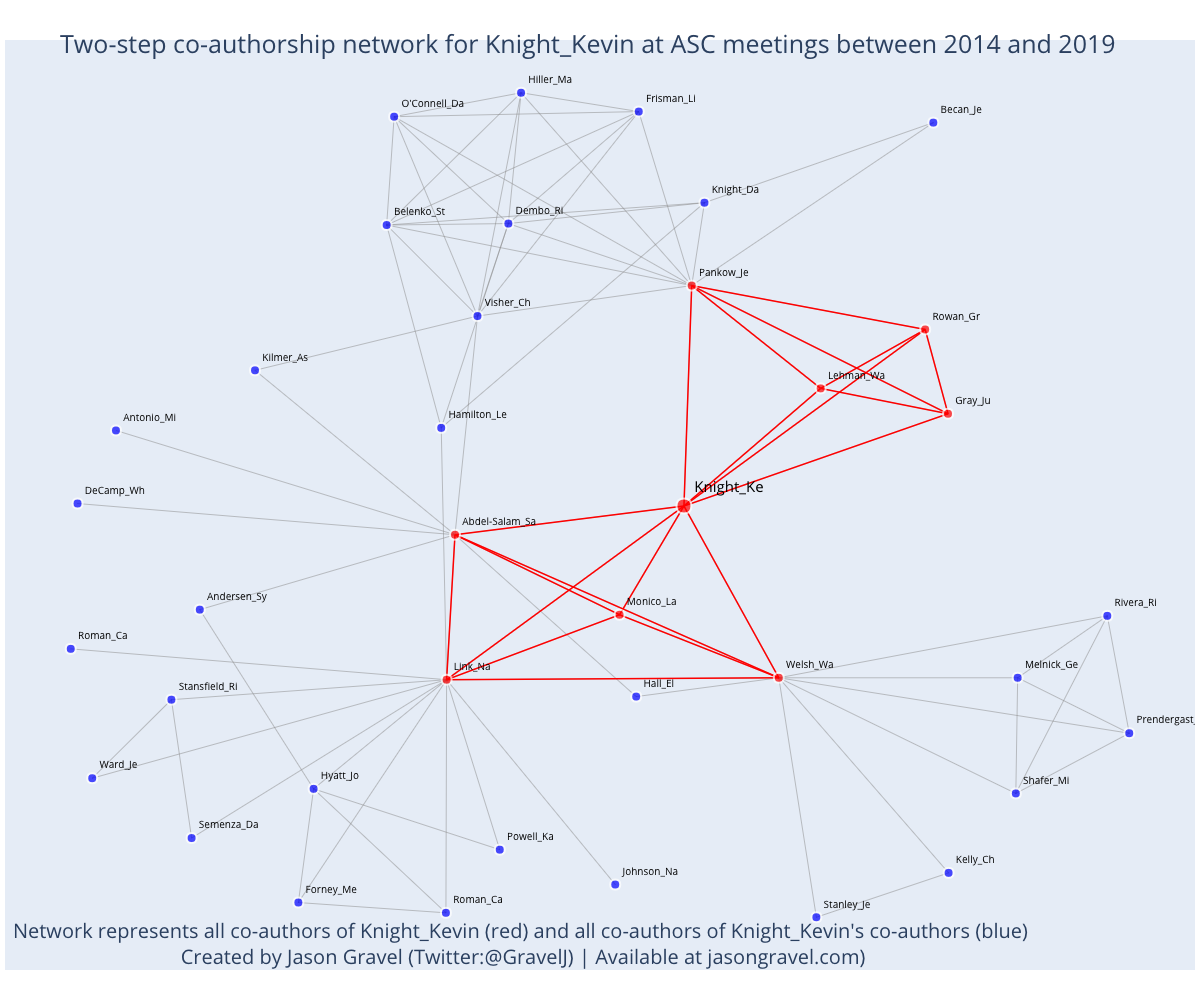 Two-step co-authorship network for Knight_Kevin at ASC meetings between 2014 and 2019
Hiller_Ma
O'Connell_Da
Frisman_Li
Becan_Je
Knight_Da
Belenko_St
Dembo_Ri
Pankow_Je
Visher_Ch
Rowan_Gr
Kilmer_As
Lehman_Wa
Gray_Ju
Antonio_Mi
Hamilton_Le
Knight_Ke
DeCamp_Wh
Abdel-Salam_Sa
Andersen_Sy
Monico_La
Rivera_Ri
Roman_Ca
Link_Na
Welsh_Wa
Melnick_Ge
Stansfield_Ri
Hall_El
Prendergast_
Ward_Je
Hyatt_Jo
Shafer_Mi
Semenza_Da
Powell_Ka
Kelly_Ch
Johnson_Na
Forney_Me
Roman_Ca
Stanley_Je
Network represents all co-authors of Knight_Kevin (red) and all co-authors of Knight_Kevin's co-authors (blue)
Created by Jason Gravel (Twitter:@GravelJ) | Available at jasongravel.com)